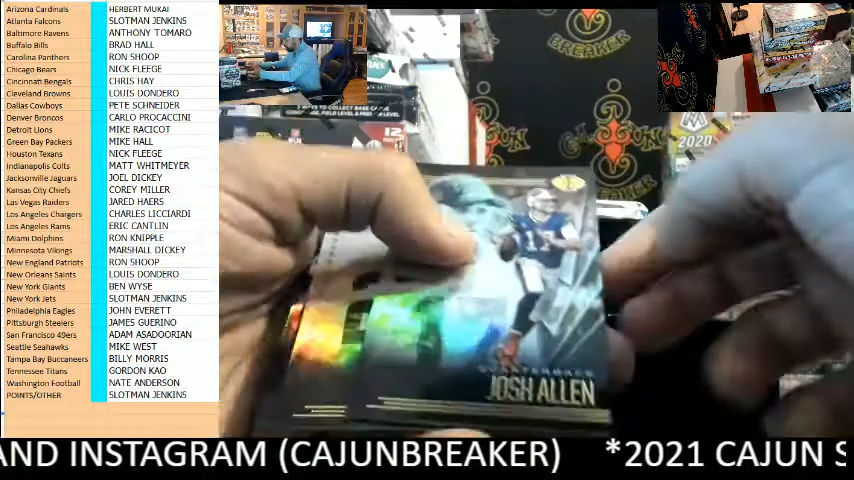 Arizona Cardinals HERBERT MUKAI
Atlanta Falcons SLOTMAN JENKINS
Baltimore Ravens ANTHONY TOMARO
Buffalo Bills BRAD HALL
Carolina Panthers RON SHOOP
Chicago Bears NICK FLEEGE
Cincinnati Bengals CHRIS HAY
Cleveland Browns LOUIS DONDERO
Dallas Cowboys PETE SCHNEIDER
Denver Broncos CARLO PROCACCINI
Detroit Lions MIKE RACICOT
Green Bay Packers MIKE HALL
Houston Texans NICK FLEEGE
Indianapolis Colts MATT WHITMEYER
Jacksonville Jaguars JOEL DICKEY
Kansas City Chiefs COREY MILLER
Las Vegas Raiders JARED HAERS
Los Angeles Chargers CHARLES LICCIARDI
Los Angeles Rams ERIC CANTLIN
Miami Dolphins RON KNIPPLE
Minnesota Vikings MARSHALL DICKEY
New England Patriots RON SHOOP
New Orleans Saints LOUIS DONDERO
New York Giants BEN WYSE
New York Jets SLOTMAN JENKINS
Philadelphia Eagles JOHN EVERETT
Pittsburgh Steelers JAMES GUERINO
San Francisco 49ers ADAM ASADOORIAN
Seattle Seahawks MIKE WEST
Tampa Bay Buccaneers BILLY MORRIS
Tennessee Titans GORDON KAO
Washington Football NATE ANDERSON
POINTS/OTHER SLOTMAN JENKINS
BREAKER
CAJUN
BREAKER
12
2020
17
QUARTERBACK
JOSH ALLEN
AND INSTAGRAM (CAJUNBREAKER) *2021 CAJUN S